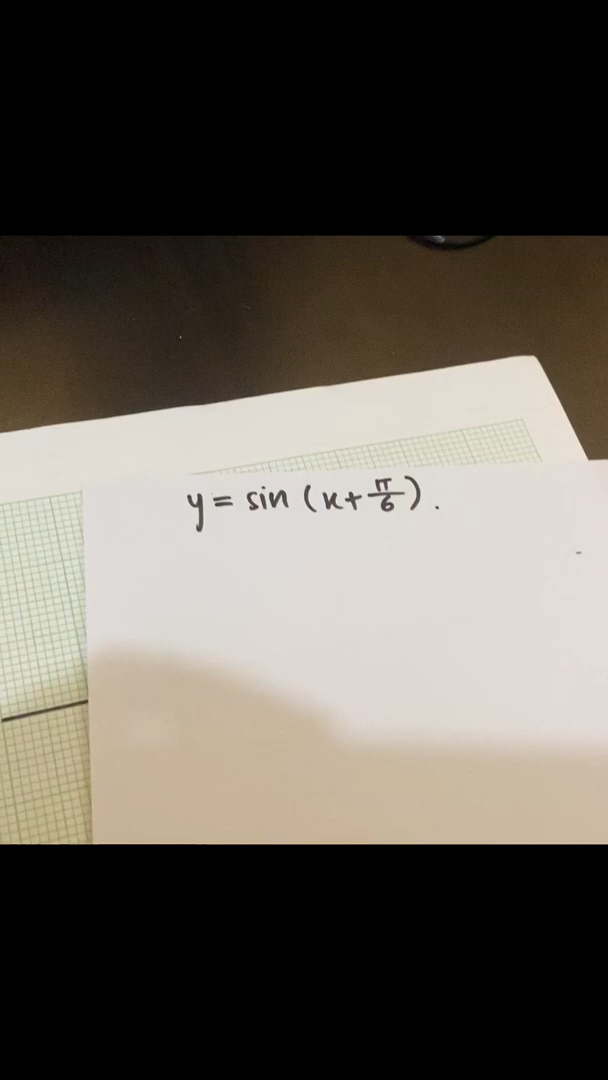 y = sin (x + π/6).